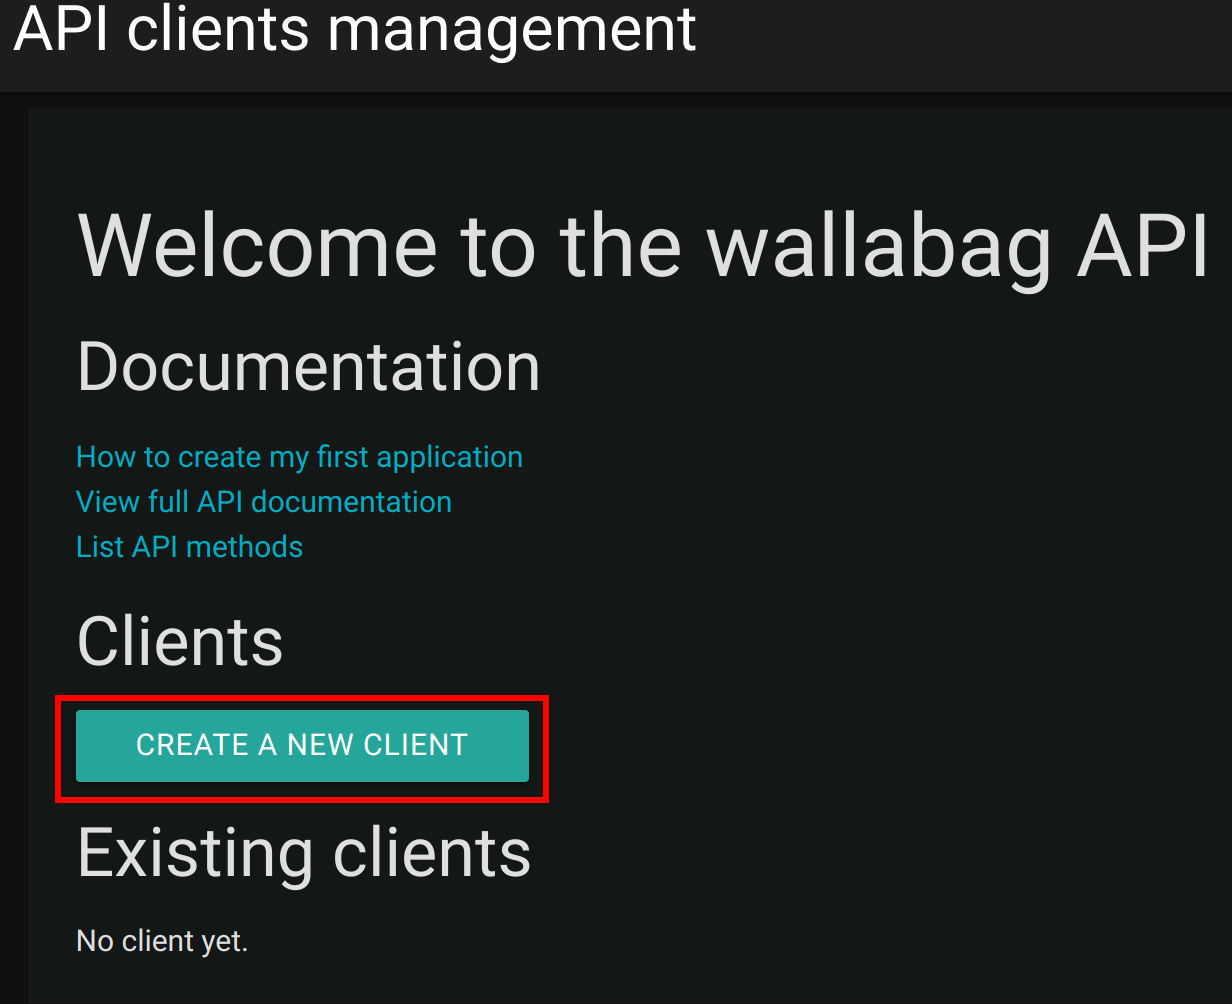 API clients management
Welcome to the wallabag API
Documentation
How to create my first application
View full API documentation
List API methods
Clients
CREATE A NEW CLIENT
Existing clients
No client yet.